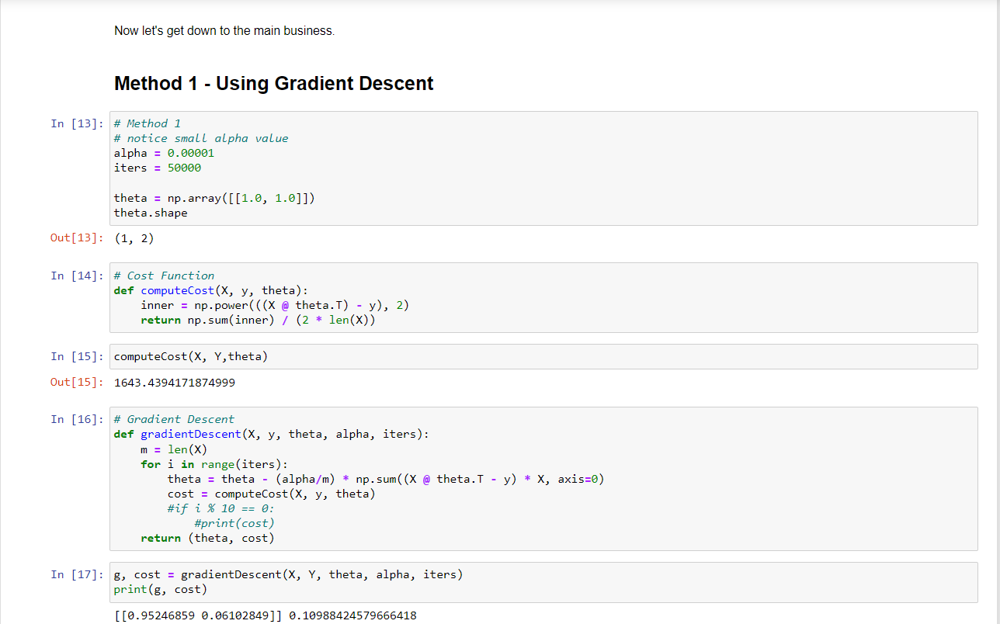 Now let's get down to the main business.
Method 1 - Using Gradient Descent
In [13]: # Method 1
# notice small alpha value
alpha = 0.00001
iters = 50000
theta = np.array([[1.0, 1.0]])
theta.shape
Out[13]: (1, 2)
In [14]: # Cost Function
def computeCost(X, y, theta):
    inner = np.power(((X @ theta.T) - y), 2)
    return np.sum(inner) / (2 * len(X))
In [15]: computeCost(X, Y,theta)
Out[15]: 1643.4394171874999
In [16]: # Gradient Descent
def gradientDescent(X, y, theta, alpha, iters):
    m = len(X)
    for i in range(iters):
        theta = theta - (alpha/m) * np.sum((X @ theta.T - y) * X, axis=0)
        cost = computeCost(X, y, theta)
        #if i % 10 == 0:
            #print(cost)
    return (theta, cost)
In [17]: g, cost = gradientDescent(X, Y, theta, alpha, iters)
print(g, cost)
[[0.95246859 0.06102849]] 0.10988424579666418